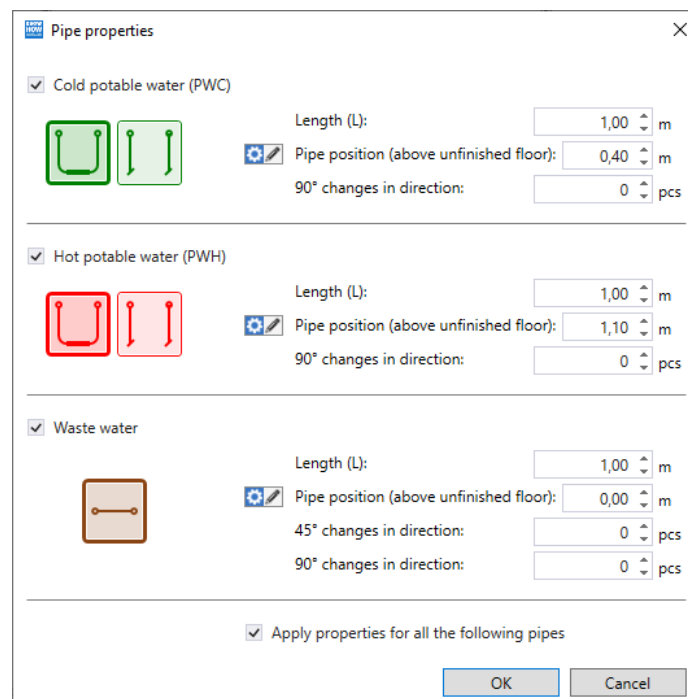 SHOW
HOW
Pipe properties
Cold potable water (PWC)
Length (L): 1,00 m
Pipe position (above unfinished floor): 0,40 m
90° changes in direction: 0 pcs
Hot potable water (PWH)
Length (L): 1,00 m
Pipe position (above unfinished floor): 1,10 m
90° changes in direction: 0 pcs
Waste water
Length (L): 1,00 m
Pipe position (above unfinished floor): 0,00 m
45° changes in direction: 0 pcs
90° changes in direction: 0 pcs
Apply properties for all the following pipes
OK Cancel